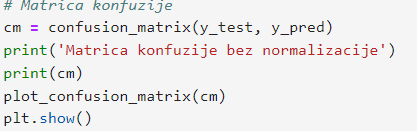 # Matrica konfuzije
cm = confusion_matrix(y_test, y_pred)
print('Matrica konfuzije bez normalizacije')
print(cm)
plot_confusion_matrix(cm)
plt.show()